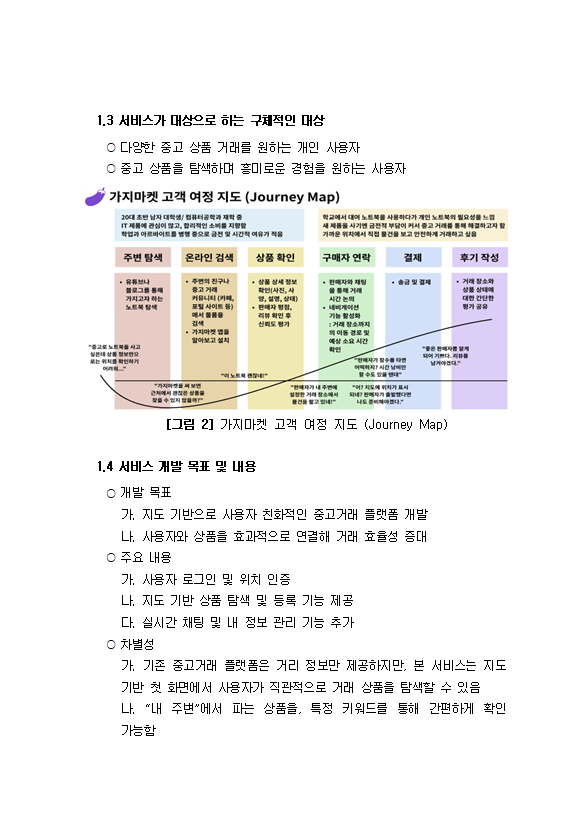 1.3 서비스가 대상으로 하는 구체적인 대상
○ 다양한 중고 상품 거래를 원하는 개인 사용자
○ 중고 상품을 탐색하며 흥미로운 경험을 원하는 사용자
가지마켓 고객 여정 지도 (Journey Map)
20대 초반 남자 대학생/ 컴퓨터공학과 재학 중
IT 제품에 관심이 많고, 합리적인 소비를 지향함
학업과 아르바이트를 병행 중으로 금전 및 시간적 여유가 적음
학교에서 대여 노트북을 사용하다가 개인 노트북의 필요성을 느낌
새 제품을 사기엔 금전적 부담이 커서 중고 거래를 통해 해결하고자 함
가까운 위치에서 직접 물건을 보고 안전하게 거래하고 싶음
주변 탐색
온라인 검색
상품 확인
구매자 연락
결제
후기 작성
• 유튜브나
블로그를 통해
가지고자 하는
노트북 탐색
• 주변의 친구나
중고 거래
커뮤니티 (카페,
포털 사이트 등)
에서 물품을
검색
• 가지마켓 앱을
알아보고 설치
• 상품 상세 정보
확인(사진, 사
양, 설명, 상태)
• 판매자 평점,
리뷰 확인 후
신뢰도 평가
• 판매자와 채팅
을 통해 거래
시간 논의
• 네비게이션
기능 활성화
: 거래 장소까지
의 이동 경로 및
예상 소요 시간
확인
• 송금 및 결제
• 거래 장소와
상품 상태에
대한 간단한
평가 공유
"중고로 노트북을 사고
싶은데 상품 정보만으
로는 위치를 확인하기
어려워..."
"가지마켓을 써 보면
근처에서 괜찮은 상품을
찾을 수 있지 않을까?"
"이 노트북 괜찮네!"
"판매자가 내 주변에
설정한 거래 장소에서
물건을 팔고 있네!"
"판매자가 잠수를 타면
어떡하지? 시간 낭비만
할 수도 있을 텐데"
"어? 지도에 위치가 표시
되네? 판매자가 출발했다면
나도 준비해야겠다."
"좋은 판매자를 알게
되어 기쁘다. 리뷰를
남겨야겠다."
[그림 2] 가지마켓 고객 여정 지도 (Journey Map)
1.4 서비스 개발 목표 및 내용
○ 개발 목표
가. 지도 기반으로 사용자 친화적인 중고거래 플랫폼 개발
나. 사용자와 상품을 효과적으로 연결해 거래 효율성 증대
○ 주요 내용
가. 사용자 로그인 및 위치 인증
나. 지도 기반 상품 탐색 및 등록 기능 제공
다. 실시간 채팅 및 내 정보 관리 기능 추가
○ 차별성
가. 기존 중고거래 플랫폼은 거리 정보만 제공하지만, 본 서비스는 지도
기반 첫 화면에서 사용자가 직관적으로 거래 상품을 탐색할 수 있음
나. "내 주변"에서 파는 상품을, 특정 키워드를 통해 간편하게 확인
가능함